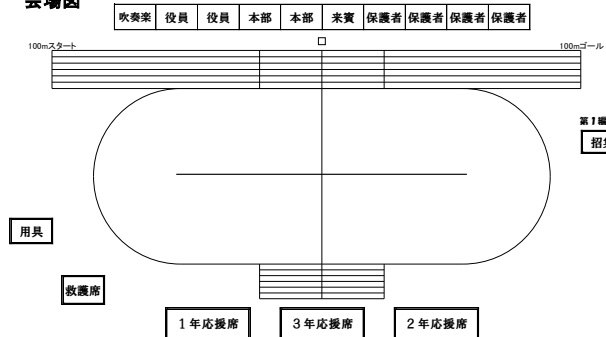 会場図
吹奏楽 役員 役員 本部 本部 来賓 保護者 保護者 保護者 保護者
100mスタート 100mゴール
用具
救護席
1年応援席 3年応援席 2年応援席